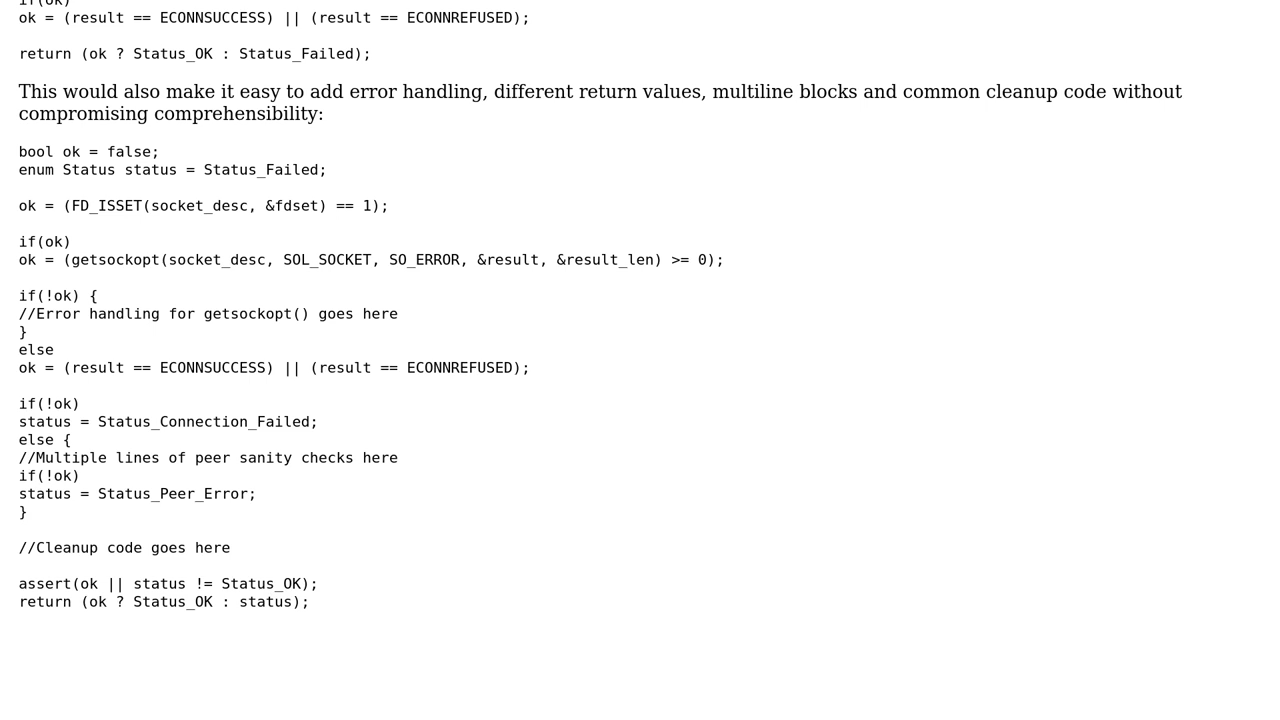 if(ok)
ok = (result == ECONNSUCCESS) || (result == ECONNREFUSED);
return (ok ? Status_OK : Status_Failed);
This would also make it easy to add error handling, different return values, multiline blocks and common cleanup code without
compromising comprehensibility:
bool ok = false;
enum Status status = Status_Failed;
ok = (FD_ISSET(socket_desc, &fdset) == 1);
if(ok)
ok = (getsockopt(socket_desc, SOL_SOCKET, SO_ERROR, &result, &result_len) >= 0);
if(!ok) {
//Error handling for getsockopt() goes here
}
else
ok = (result == ECONNSUCCESS) || (result == ECONNREFUSED);
if(!ok)
status = Status_Connection_Failed;
else {
//Multiple lines of peer sanity checks here
if(!ok)
status = Status_Peer_Error;
}
//Cleanup code goes here
assert(ok || status != Status_OK);
return (ok ? Status_OK : status);